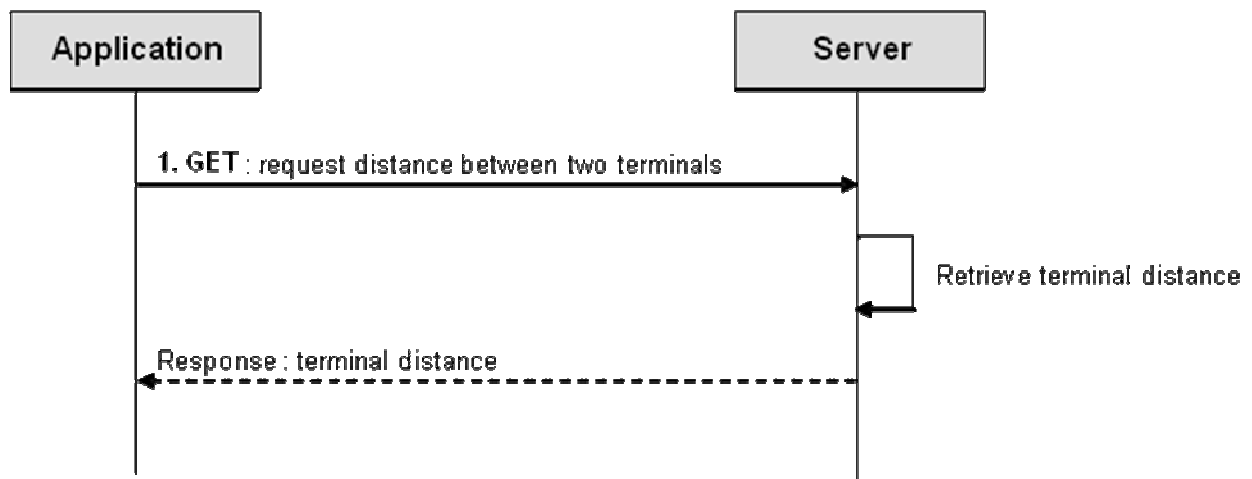 Application
Server
1. GET : request distance between two terminals
Retrieve terminal distance
Response : terminal distance